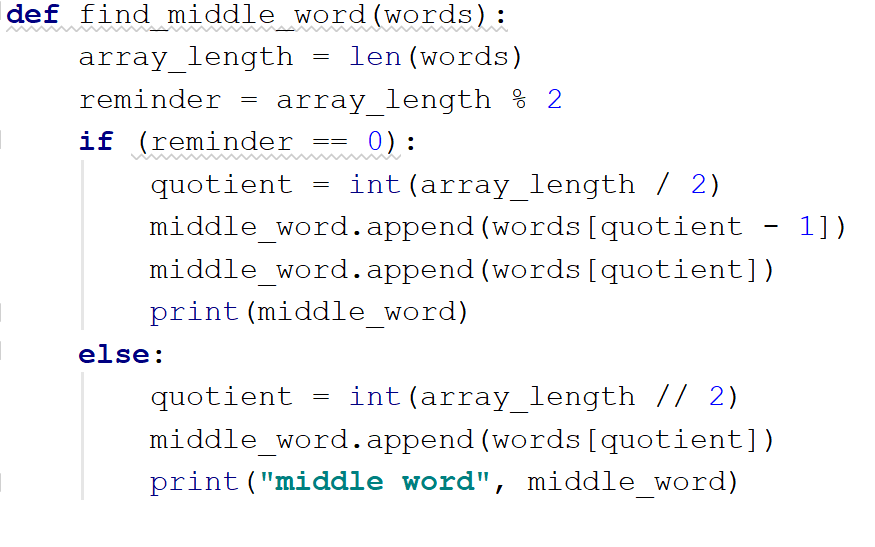 def find_middle_word(words):
    array_length = len(words)
    reminder = array_length % 2
    if (reminder == 0):
        quotient = int(array_length / 2)
        middle_word.append(words[quotient - 1])
        middle_word.append(words[quotient])
        print(middle_word)
    else:
        quotient = int(array_length // 2)
        middle_word.append(words[quotient])
        print("middle word", middle_word)